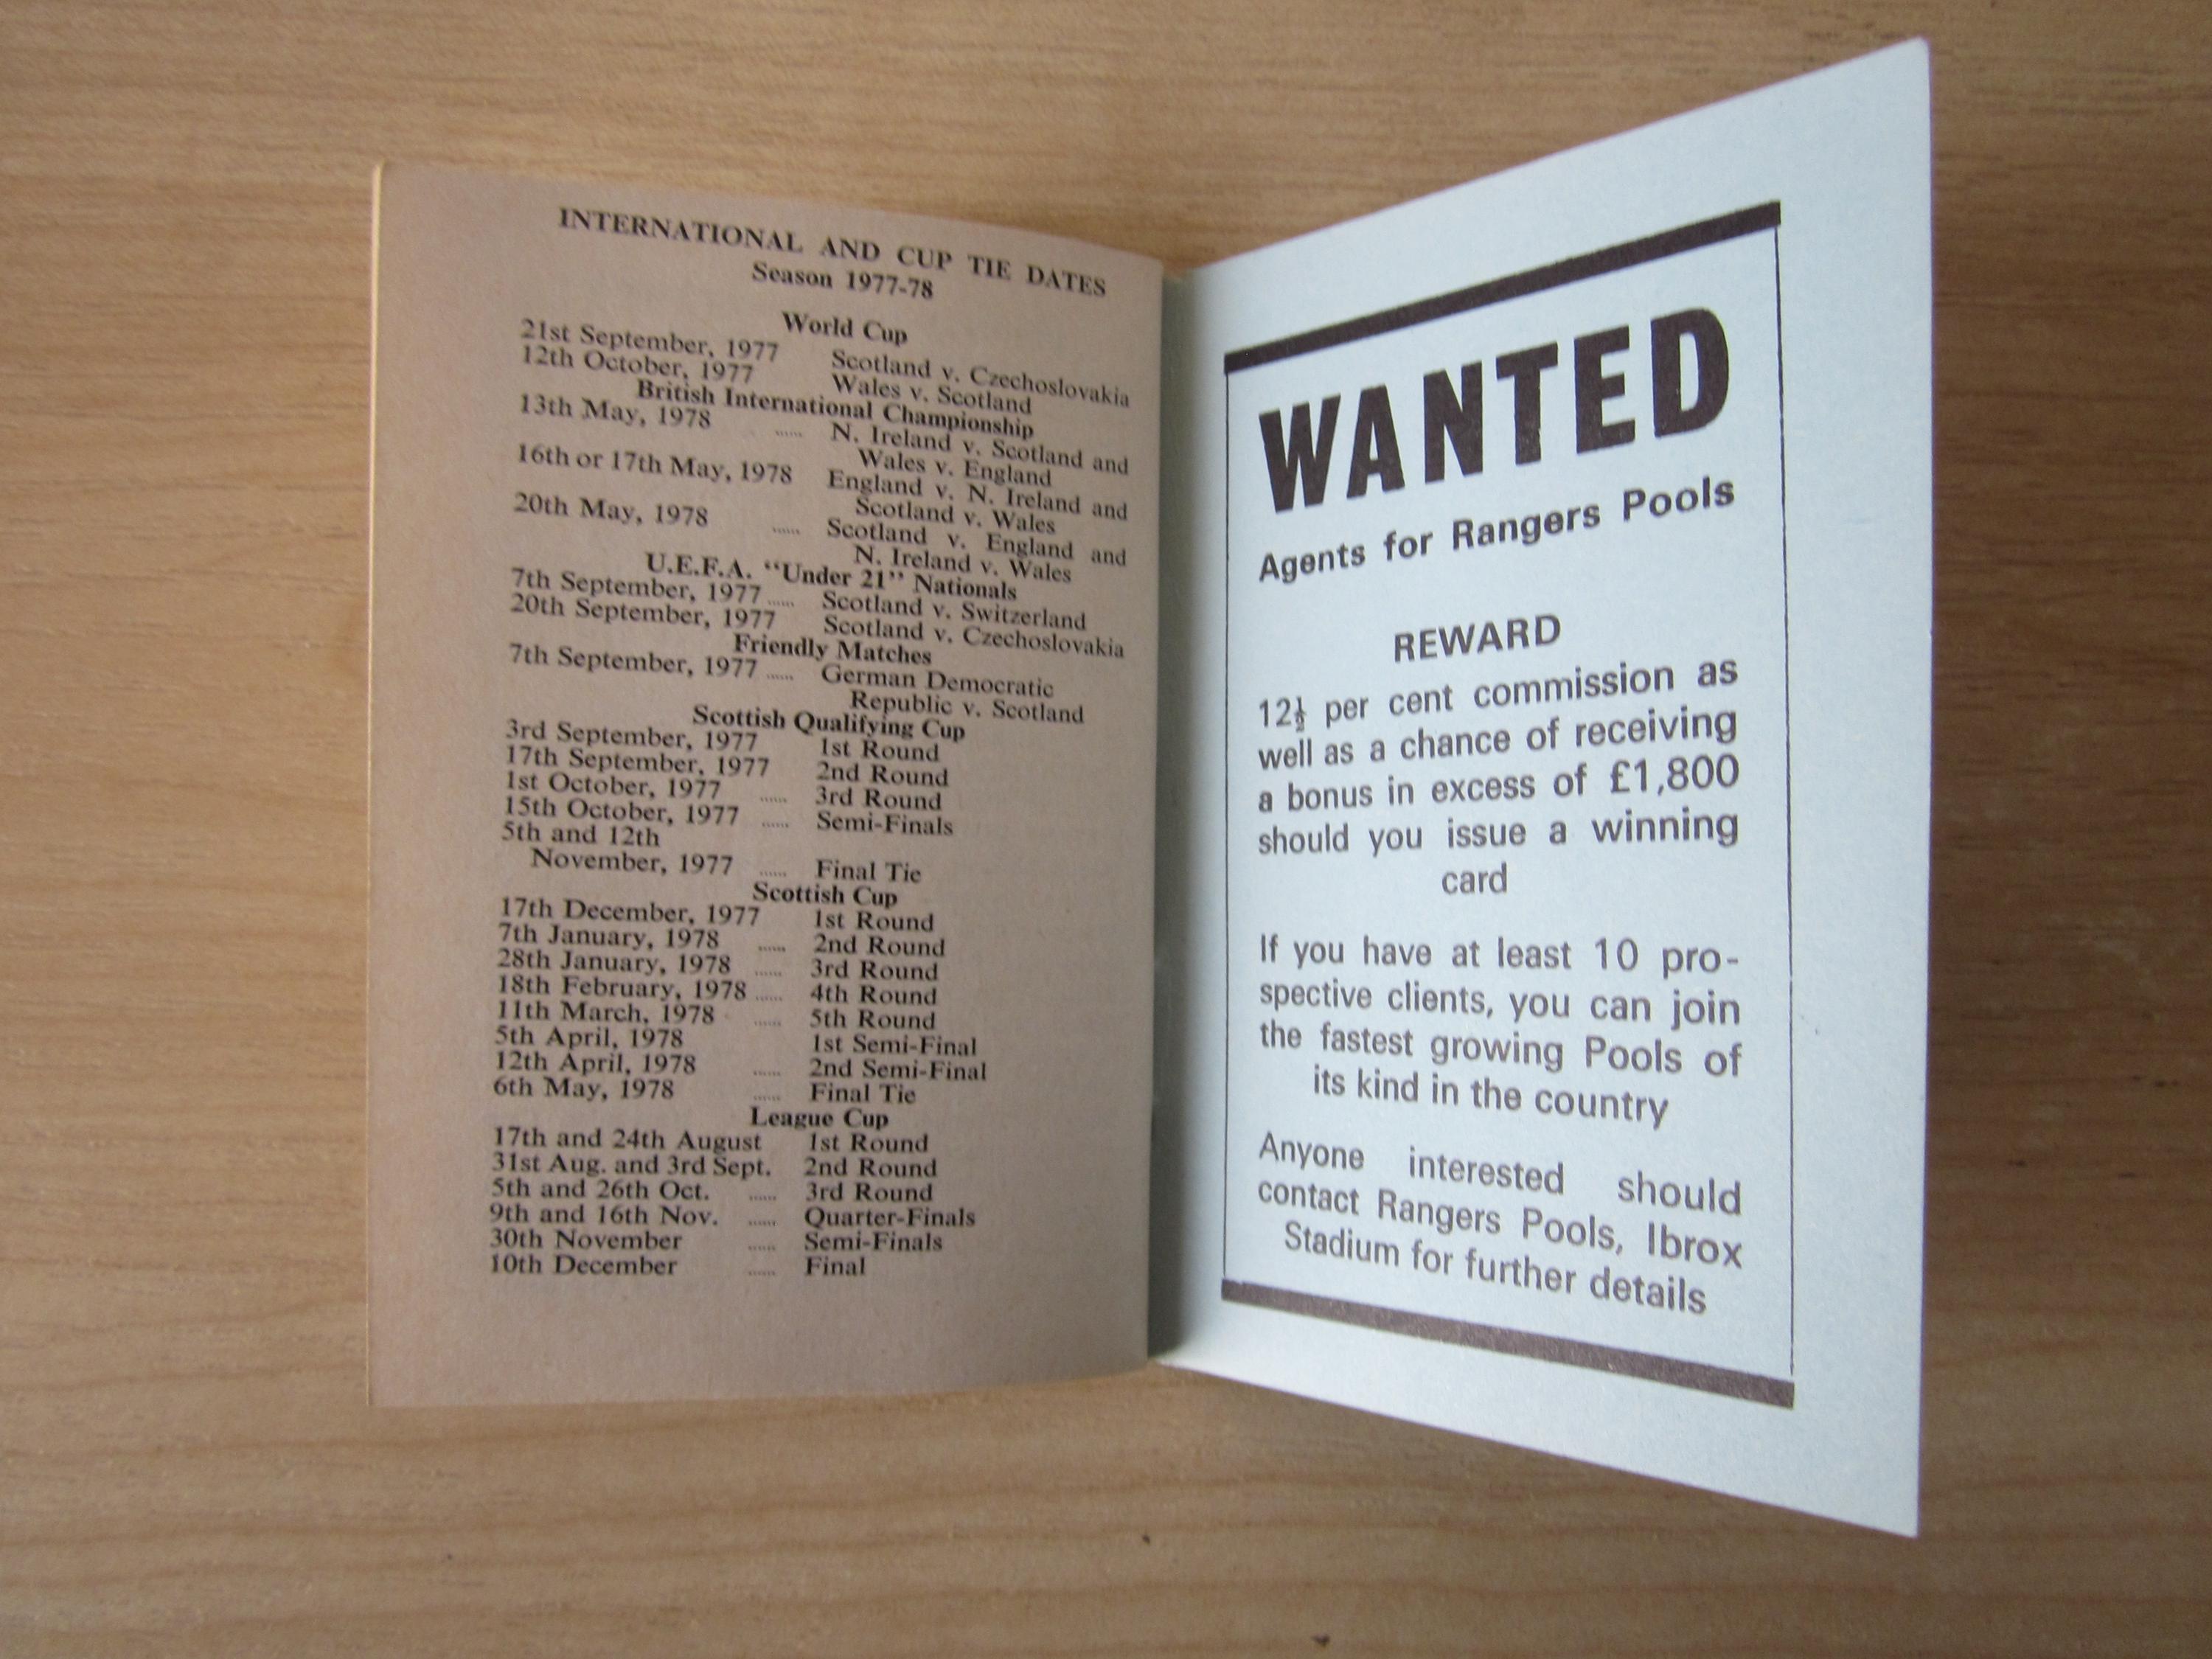 INTERNATIONAL AND CUP TIE DATES
Season 1977-78
World Cup
21st September, 1977 Scotland v. Czechoslovakia
12th October, 1977 Wales v. Scotland
British International Championship
13th May, 1978 ...... N. Ireland v. Scotland and
Wales v. England
16th or 17th May, 1978 England v. N. Ireland and
Scotland v. Wales
20th May, 1978 ...... Scotland v. England and
N. Ireland v. Wales
U.E.F.A. "Under 21" Nationals
7th September, 1977 ...... Scotland v. Switzerland
20th September, 1977 Scotland v. Czechoslovakia
Friendly Matches
7th September, 1977 ...... German Democratic
Republic v. Scotland
Scottish Qualifying Cup
3rd September, 1977 1st Round
17th September, 1977 2nd Round
1st October, 1977 ...... 3rd Round
15th October, 1977 ...... Semi-Finals
5th and 12th
November, 1977 ...... Final Tie
Scottish Cup
17th December, 1977 1st Round
7th January, 1978 ...... 2nd Round
28th January, 1978 ...... 3rd Round
18th February, 1978 ...... 4th Round
11th March, 1978 ...... 5th Round
5th April, 1978 1st Semi-Final
12th April, 1978 ...... 2nd Semi-Final
6th May, 1978 ...... Final Tie
League Cup
17th and 24th August 1st Round
31st Aug. and 3rd Sept. 2nd Round
5th and 26th Oct. ...... 3rd Round
9th and 16th Nov. ...... Quarter-Finals
30th November ...... Semi-Finals
10th December ...... Final
WANTED
Agents for Rangers Pools
REWARD
12½ per cent commission as
well as a chance of receiving
a bonus in excess of £1,800
should you issue a winning
card
If you have at least 10 pro-
spective clients, you can join
the fastest growing Pools of
its kind in the country
Anyone interested should
contact Rangers Pools, Ibrox
Stadium for further details